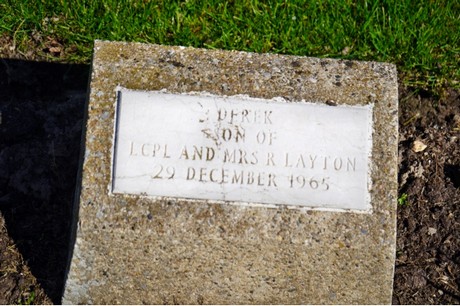 DEREK
SON OF
LCPL AND MRS R LAYTON
29 DECEMBER 1965